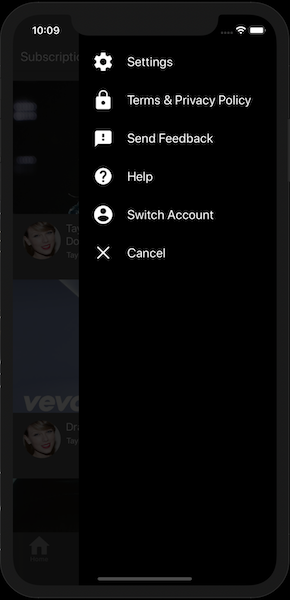 10:09
Subscriptio
Settings
Terms & Privacy Policy
Send Feedback
Help
Switch Account
Cancel
Tay
Do
Tay
vevo
Dr
Tay
Home